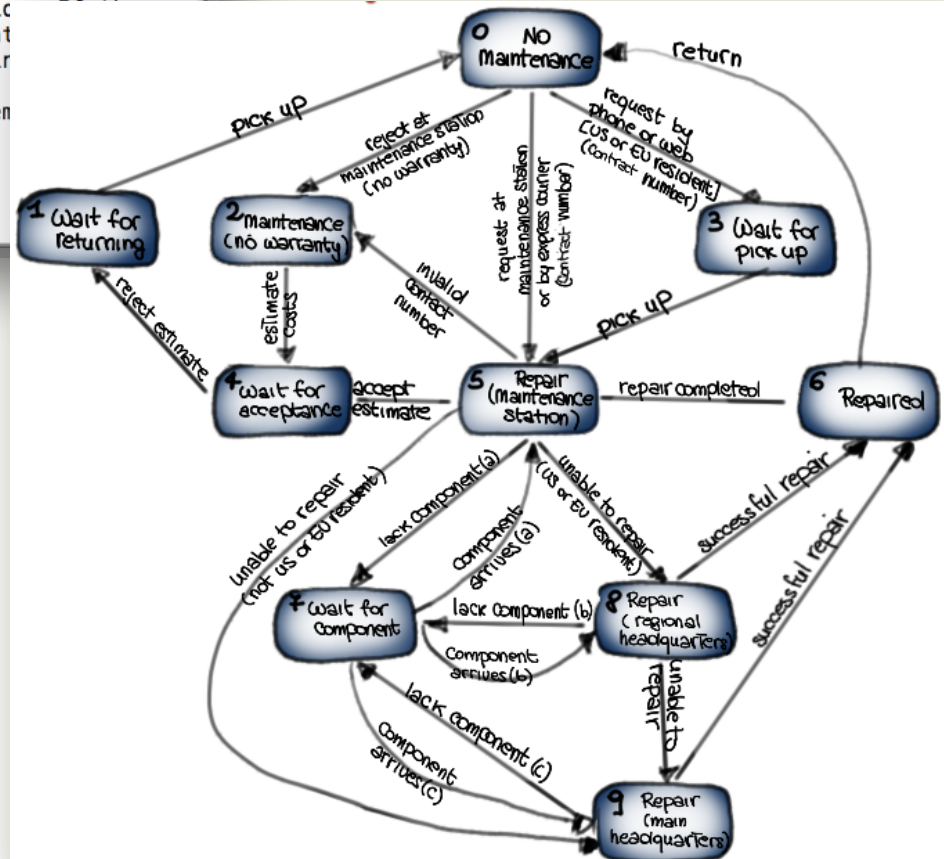 0 NO
Maintenance
return
pick up
reject at
maintenance station
(no warranty)
request at
maintenance station
or by express courier
(contract number)
request by
phone or web
[US or EU resident]
(contract number)
1 Wait for
returning
2 maintenance
(no warranty)
3 Wait for
pick up
estimate
costs
invalid
contact
number
pick up
reject estimate
4 wait for
acceptance
accept
estimate
5 Repair
(maintenance
station)
repair completed
6 Repaired
unable to repair
(not us or EU resident)
lack component (a)
component
arrives (a)
unable to repair
(US or EU resident)
successful repair
successful repair
7 wait for
component
lack component (b)
Component
arrives (b)
8 Repair
(regional
headquarters)
unable to
repair
lack component (c)
component
arrives (c)
9 Repair
(main
headquarters)